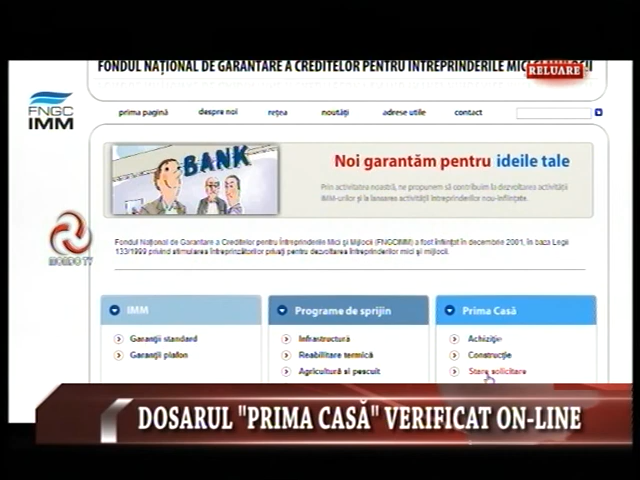 FONDUL NAȚIONAL DE GARANTARE A CREDITELOR PENTRU ÎNTREPRINDERILE MICI
RELUARE
FNGC
IMM
prima pagină despre noi rețea noutăți adrese utile contact
BANK
Noi garantăm pentru ideile tale
Prin activitatea noastră, ne propunem să contribuim la dezvoltarea activității
IMM-urilor și la lansarea activității întreprinderilor nou-înființate.
MONDO TV
Fondul Național de Garantare a Creditelor pentru Întreprinderile Mici și Mijlocii (FNGCIMM) a fost înființat în decembrie 2001, în baza Legii
133/1999 privind stimularea întreprinzătorilor privați pentru dezvoltarea întreprinderilor mici și mijlocii.
IMM Programe de sprijin Prima Casă
Garanții standard Infrastructură Achiziție
Garanții plafon Reabilitare termică Construcție
Agricultură și pescuit Stare solicitare
DOSARUL "PRIMA CASĂ" VERIFICAT ON-LINE